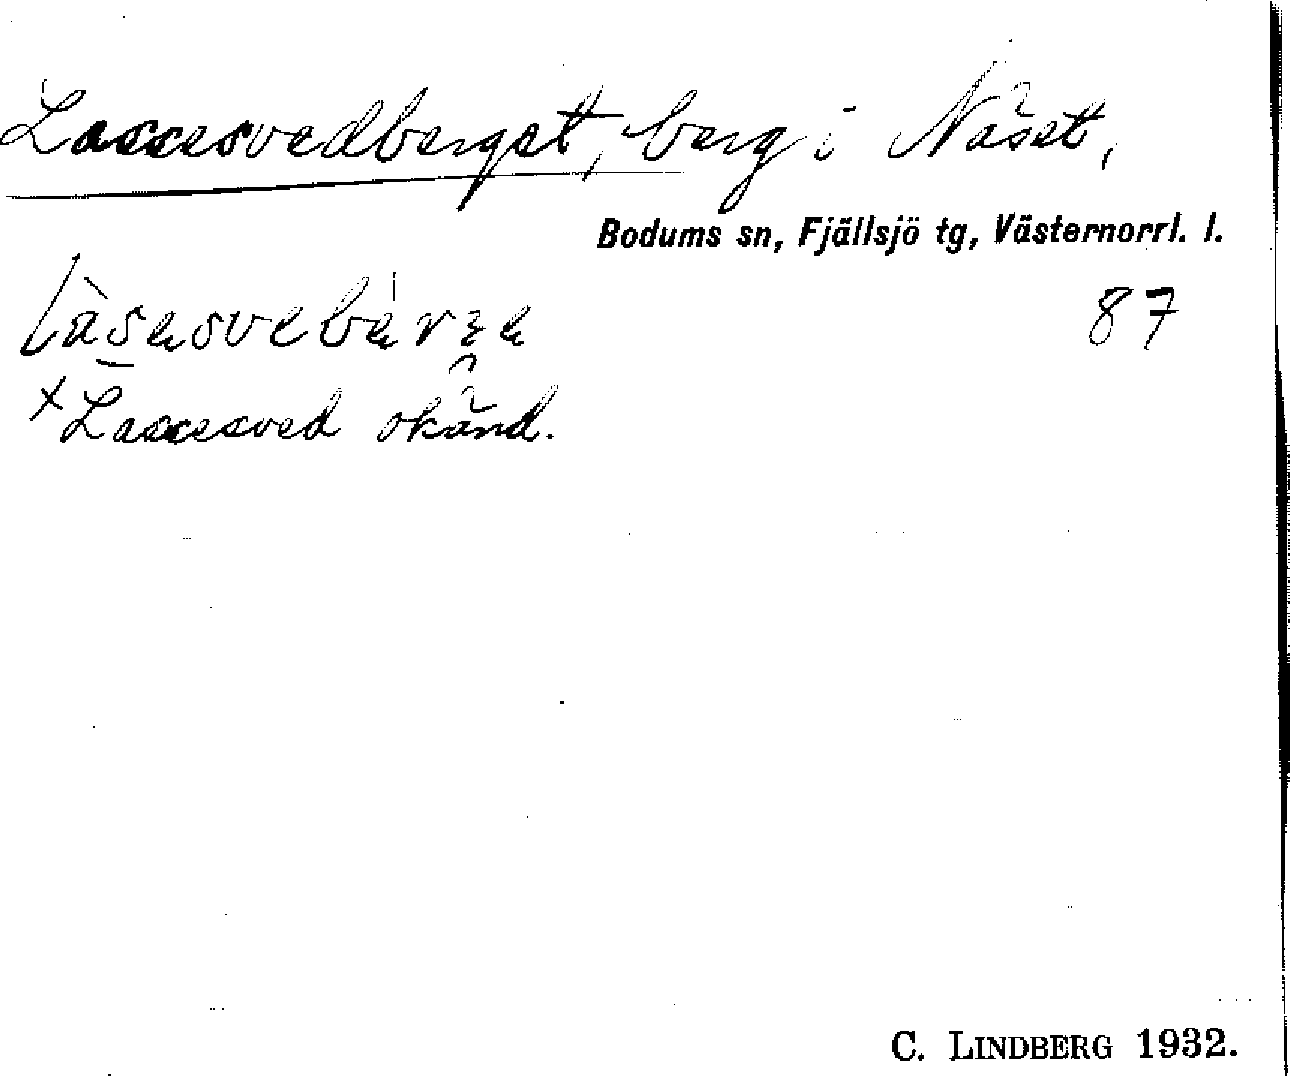 Lassesvedberget, berg i Näset,
Bodums sn, Fjällsjö tg, Västernorrl. l.
87
×Lassesved okänd.
C. LINDBERG 1932.